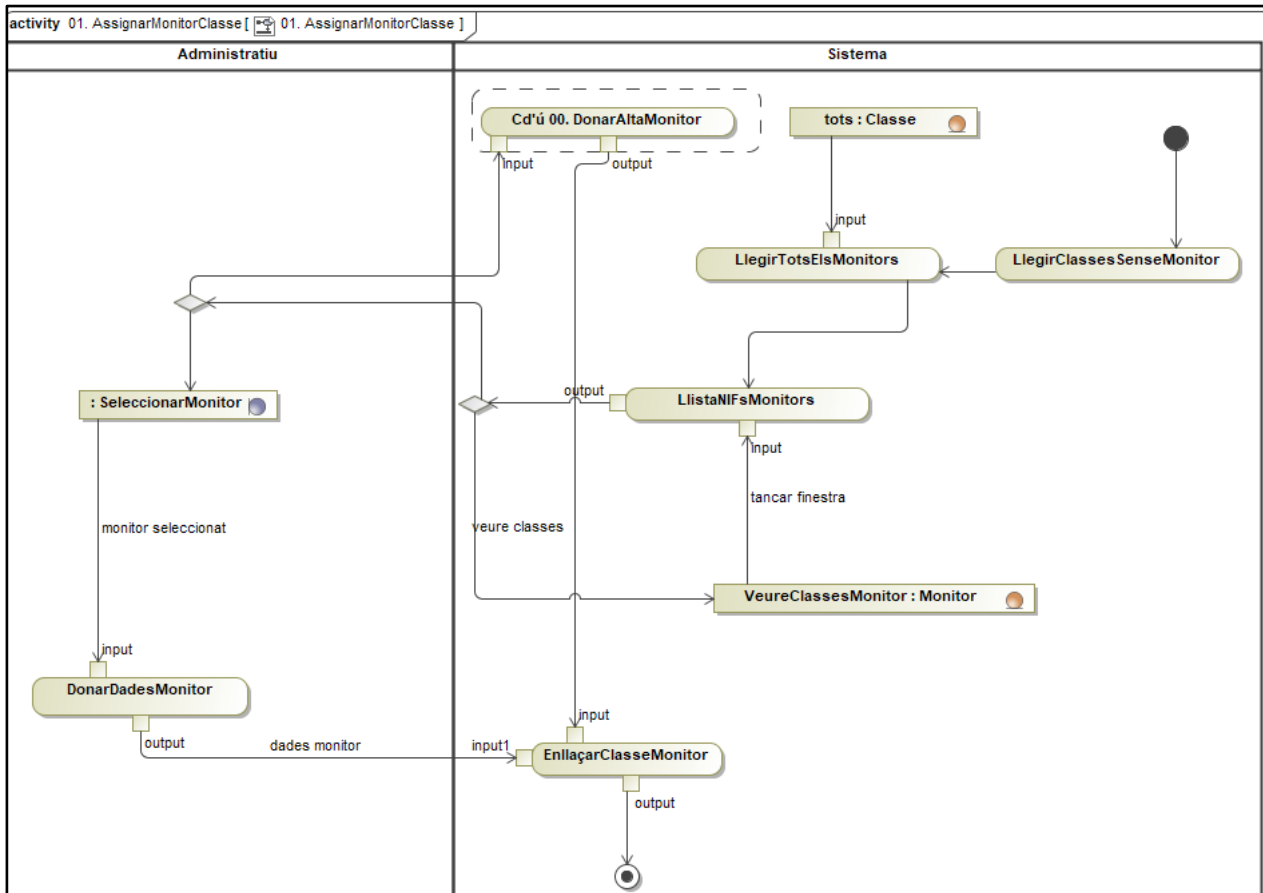 activity 01. AssignarMonitorClasse [ 01. AssignarMonitorClasse ]
Administratiu
Sistema
Cd'ú 00. DonarAltaMonitor
tots : Classe
input
output
input
LlegirTotsElsMonitors
LlegirClassesSenseMonitor
: SeleccionarMonitor
output
LlistaNIFsMonitors
input
tancar finestra
monitor seleccionat
veure classes
VeureClassesMonitor : Monitor
input
DonarDadesMonitor
output
dades monitor
input1
input
EnllaçarClasseMonitor
output